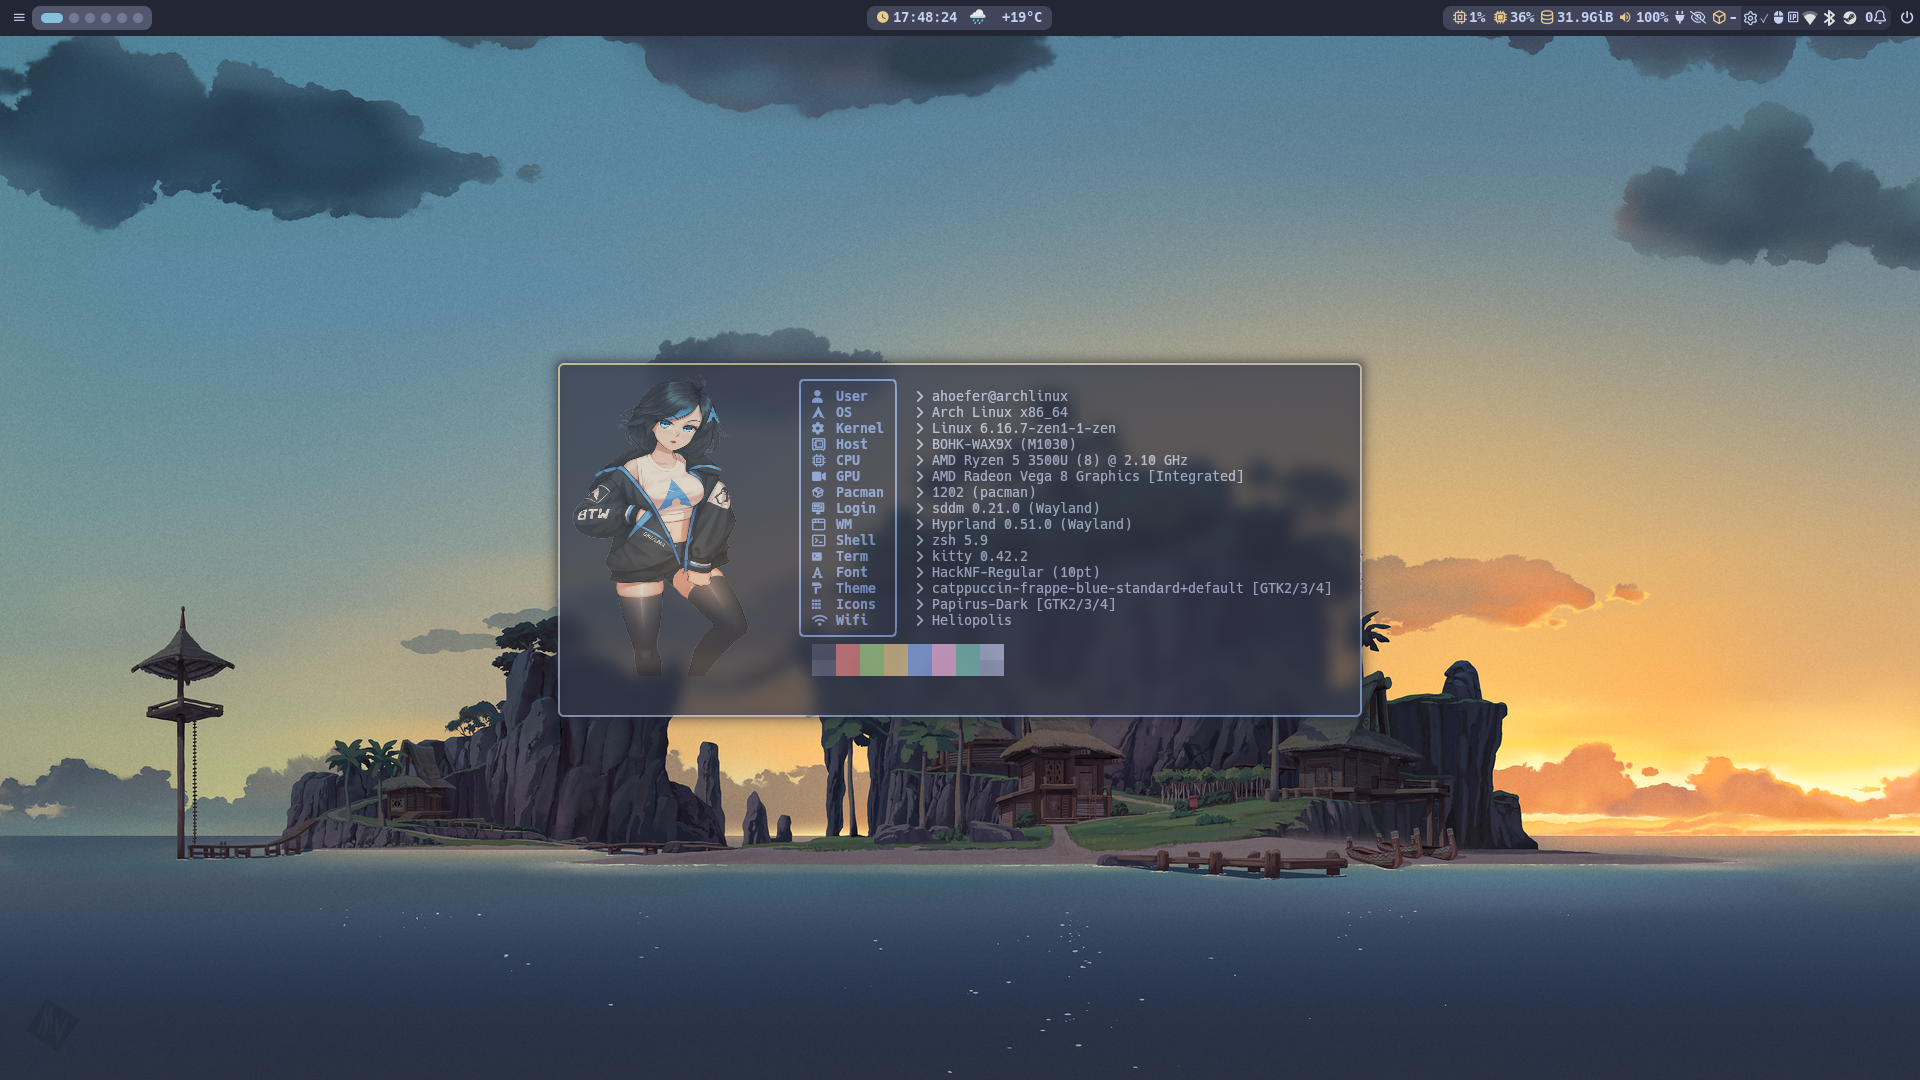 17:48:24 +19°C
1% 36% 31.9GiB 100% - ✓ IP 0
User > ahoefer@archlinux
OS > Arch Linux x86_64
Kernel > Linux 6.16.7-zen1-1-zen
Host > BOHK-WAX9X (M1030)
CPU > AMD Ryzen 5 3500U (8) @ 2.10 GHz
GPU > AMD Radeon Vega 8 Graphics [Integrated]
Pacman > 1202 (pacman)
Login > sddm 0.21.0 (Wayland)
WM > Hyprland 0.51.0 (Wayland)
Shell > zsh 5.9
Term > kitty 0.42.2
Font > HackNF-Regular (10pt)
Theme > catppuccin-frappe-blue-standard+default [GTK2/3/4]
Icons > Papirus-Dark [GTK2/3/4]
Wifi > Heliopolis
BTW